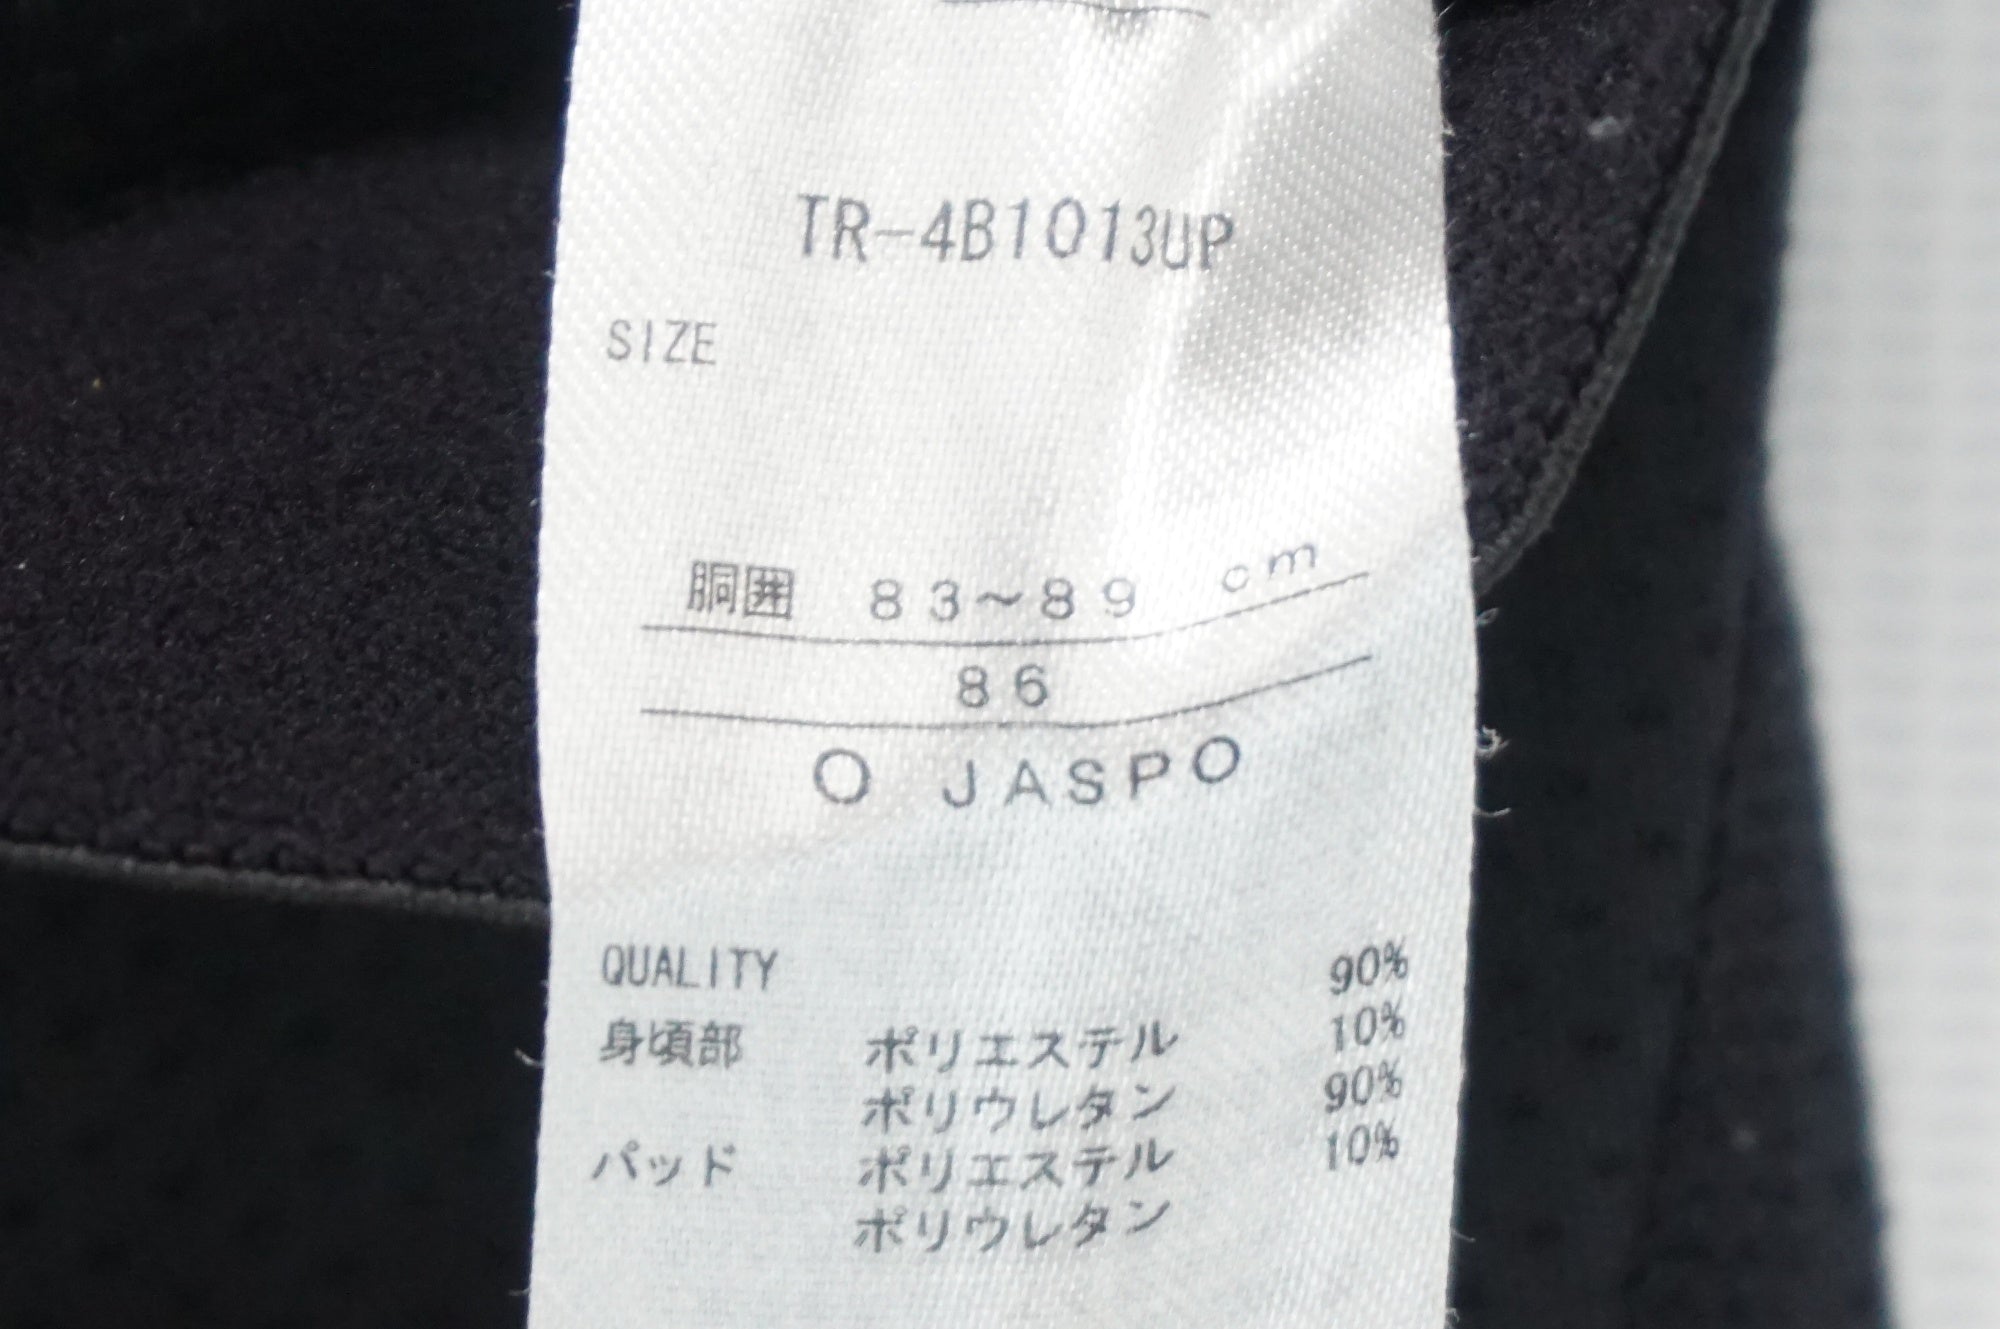 TR-4B1013UP
SIZE
胴囲 83~89 cm
86
O JASPO
QUALITY
身頃部 ポリエステル 90%
ポリウレタン 10%
パッド ポリエステル 90%
ポリウレタン 10%